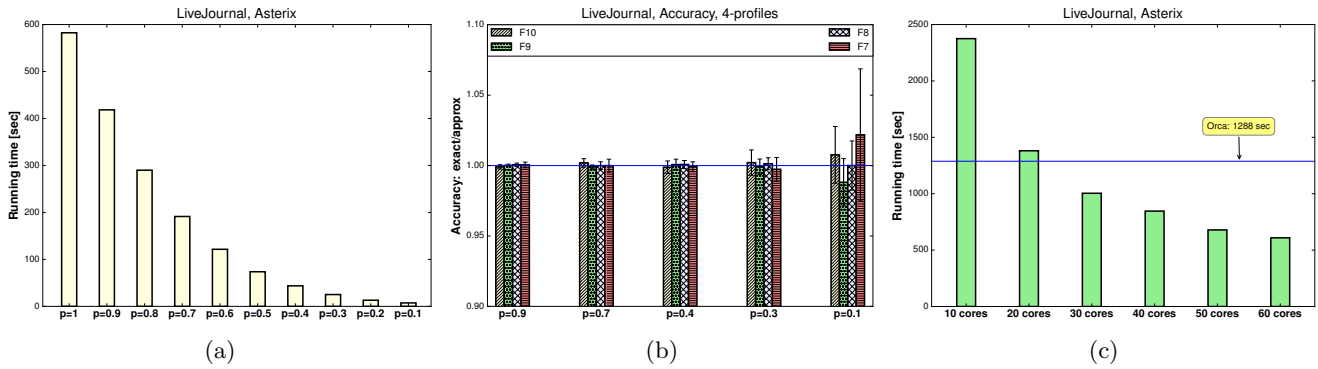 LiveJournal, Asterix
Running time [sec]
600
500
400
300
200
100
0
p=1 p=0.9 p=0.8 p=0.7 p=0.6 p=0.5 p=0.4 p=0.3 p=0.2 p=0.1
(a)
LiveJournal, Accuracy, 4-profiles
Accuracy: exact/approx
F10 F8
F9 F7
1.10
1.05
1.00
0.95
0.90
p=0.9 p=0.7 p=0.4 p=0.3 p=0.1
(b)
LiveJournal, Asterix
Running time [sec]
2500
2000
1500
1000
500
0
Orca: 1288 sec
10 cores 20 cores 30 cores 40 cores 50 cores 60 cores
(c)